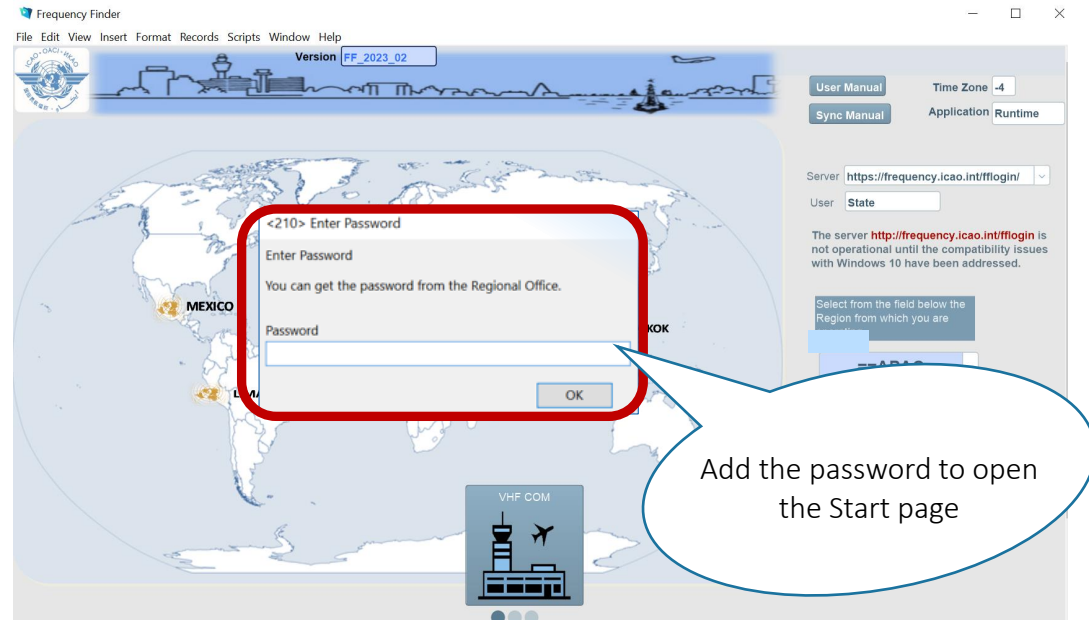 Frequency Finder
File Edit View Insert Format Records Scripts Window Help
Version FF_2023_02
User Manual
Time Zone -4
Sync Manual
Application Runtime
Server https://frequency.icao.int/fflogin/
User State
The server http://frequency.icao.int/fflogin is
not operational until the compatibility issues
with Windows 10 have been addressed.
Select from the field below the
Region from which you are
<210> Enter Password
Enter Password
You can get the password from the Regional Office.
Password
OK
MEXICO
KOK
Add the password to open
the Start page
VHF COM